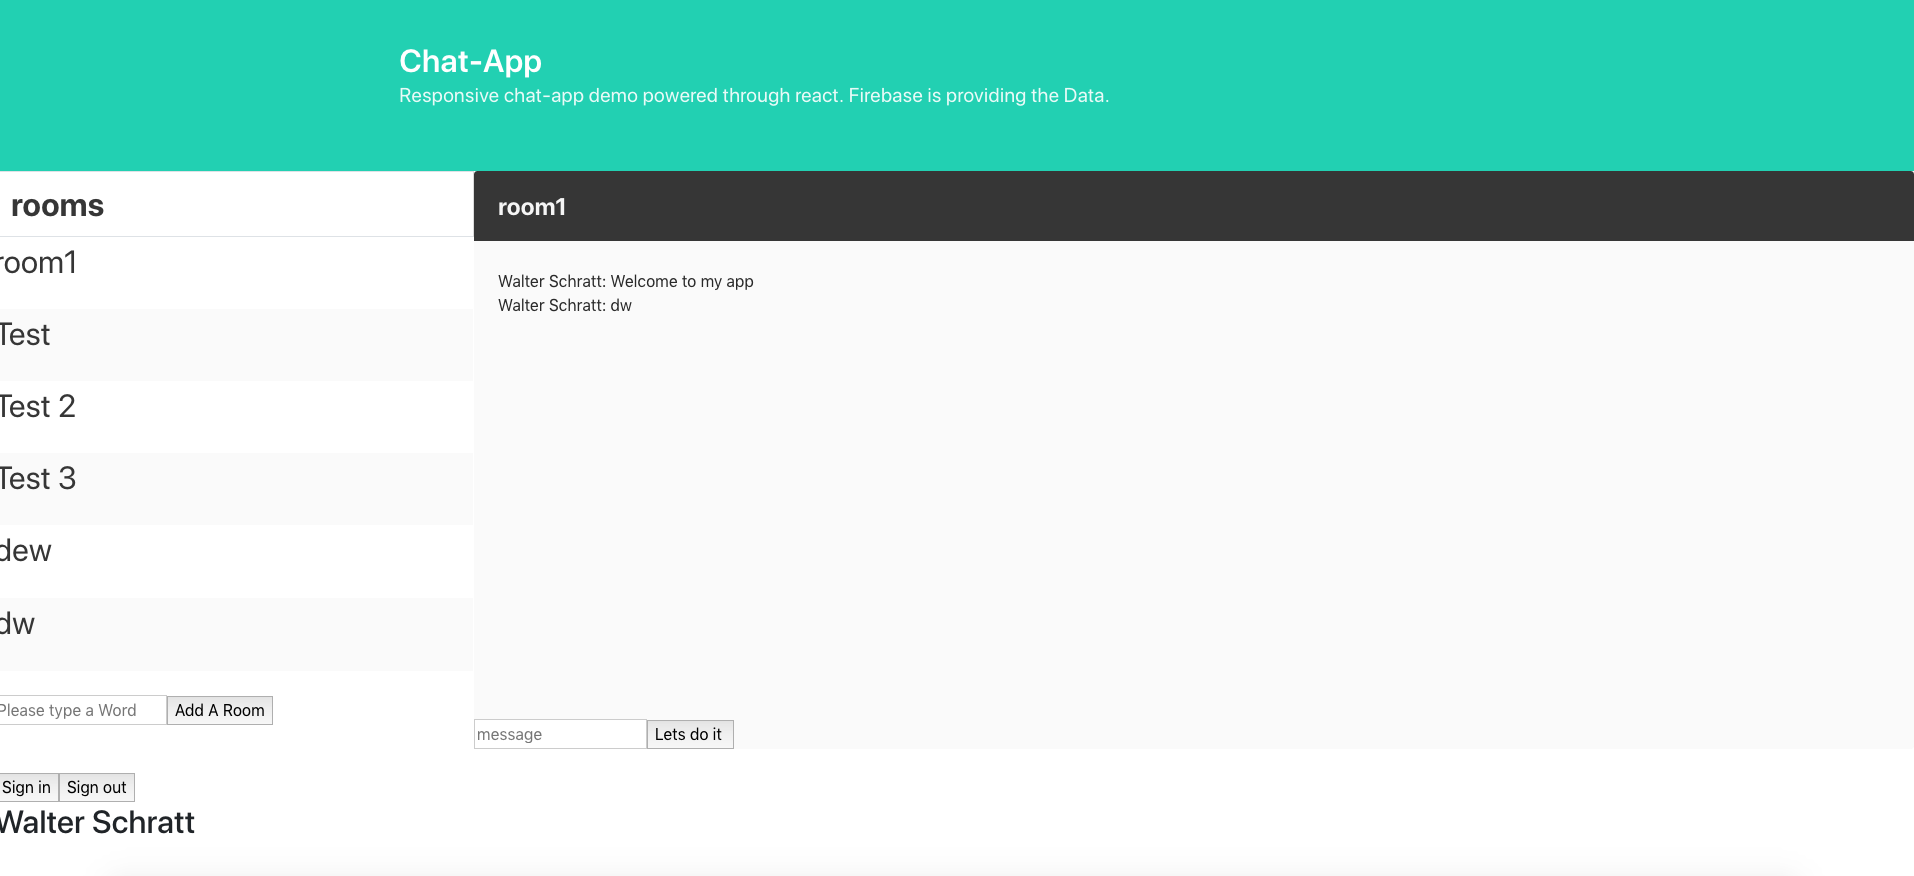 Chat-App
Responsive chat-app demo powered through react. Firebase is providing the Data.
rooms
room1
Test
Test 2
Test 3
dew
dw
Please type a Word
Add A Room
Sign in
Sign out
Walter Schratt
room1
Walter Schratt: Welcome to my app
Walter Schratt: dw
message
Lets do it